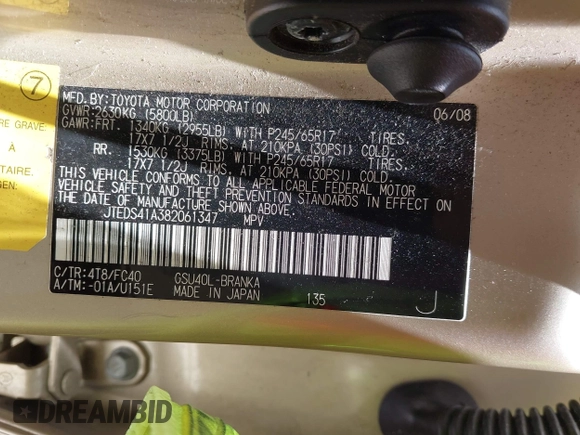 7
RE GRAVE
À
TAIRE.
GEN:
MFD. BY: TOYOTA MOTOR CORPORATION 06/08
GVWR:2630KG (5800LB)
GAWR:FRT. 1340KG (2955LB) WITH P245/65R17 TIRES,
17X7 1/2J RIMS, AT 210KPA (30PSI) COLD.
RR. 1530KG (3375LB) WITH P245/65R17 TIRES,
17X7 1/2J RIMS, AT 210KPA (30PSI) COLD.
THIS VEHICLE CONFORMS TO ALL APPLICABLE FEDERAL MOTOR
VEHICLE SAFETY AND THEFT PREVENTION STANDARDS IN EFFECT ON
THE DATE OF MANUFACTURE SHOWN ABOVE.
JTEDS41A382061347 MPV
C/TR:4T8/FC40 GSU40L-BRANKA
A/TM:-01A/U151E MADE IN JAPAN 135 J
DREAMBID